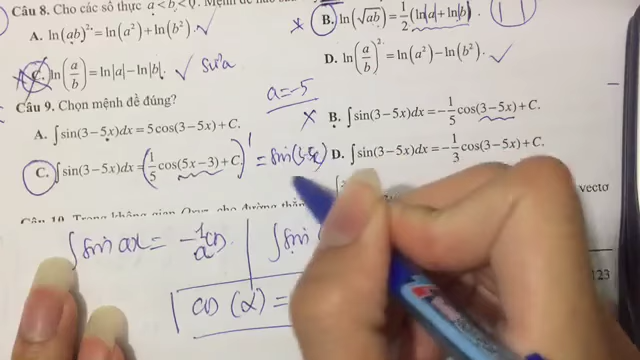 Câu 8. Cho các số thực a < b < 0. Mệnh đề nào
A. ln(ab)² = ln(a²) + ln(b²).
B. ln(√ab) = 1/2 (ln|a| + ln|b|).
C. ln(a/b) = ln|a| − ln|b|. √ sửa
D. ln(a/b)² = ln(a²) − ln(b²).
a = -5
Câu 9. Chọn mệnh đề đúng?
A. ∫sin(3−5x)dx = 5cos(3−5x) + C.
B. ∫sin(3−5x)dx = −1/5 cos(3−5x) + C.
C. ∫sin(3−5x)dx = (1/5 cos(5x−3) + C)' = sin(3-5x)
D. ∫sin(3−5x)dx = −1/3 cos(3−5x) + C.
Câu 10. Trong không gian Oxyz, cho đường thẳng
vectơ
∫ sin ax = -1/a cos
∫ sin
cos (α) =
123